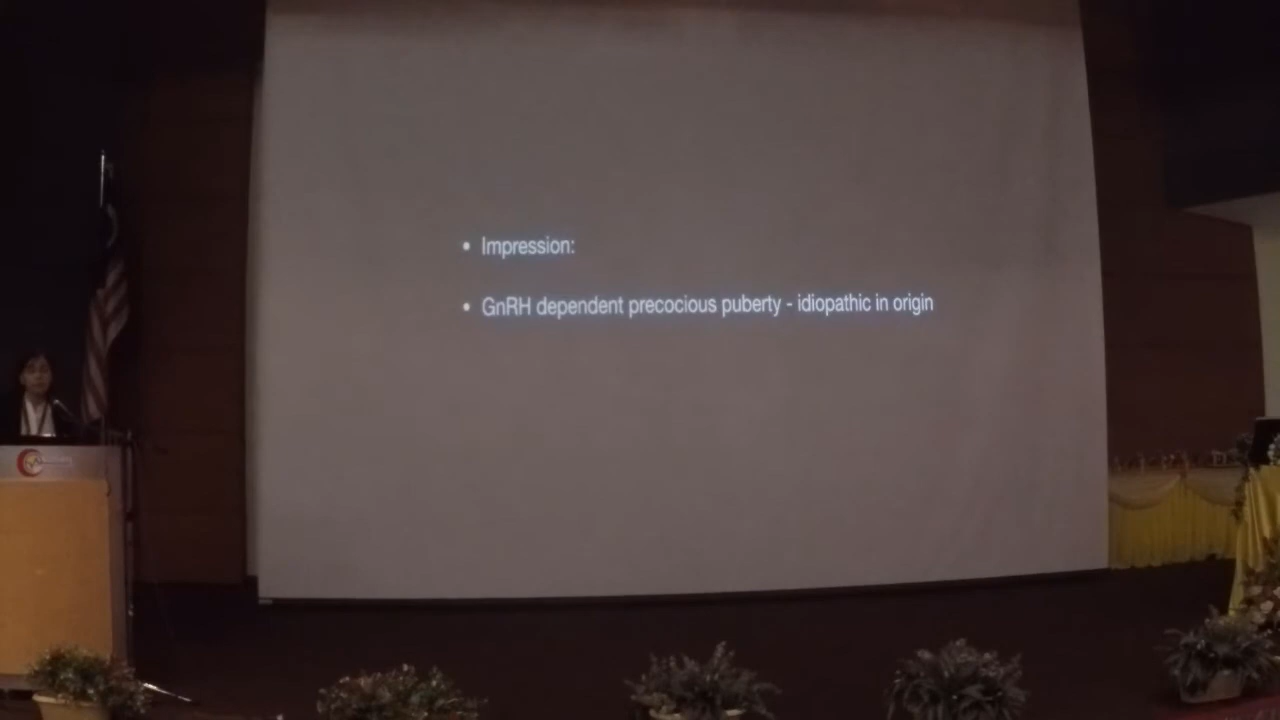 • Impression:
• GnRH dependent precocious puberty - idiopathic in origin